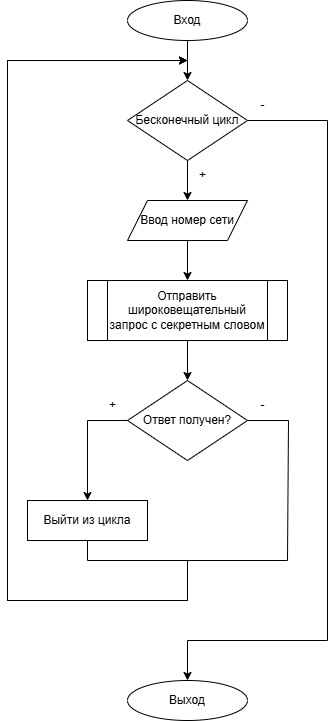 Вход
Бесконечный цикл
-
+
Ввод номер сети
Отправить
широковещательный
запрос с секретным словом
+
Ответ получен?
-
Выйти из цикла
Выход